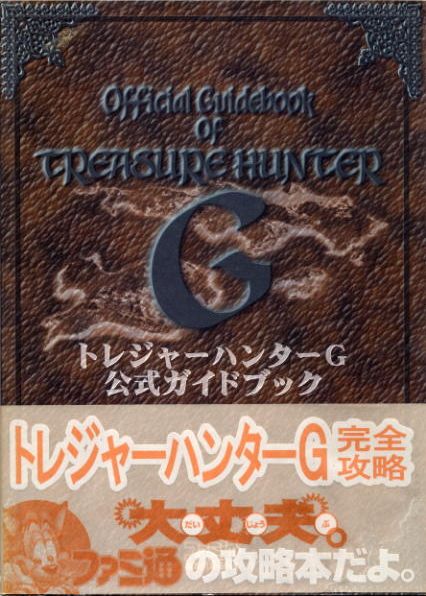 Official Guidebook
of
TREASURE HUNTER
G
トレジャーハンターG
公式ガイドブック
トレジャーハンターG 完全
攻略
大丈夫。
だい じょう ぶ
ファミ通の攻略本だよ。